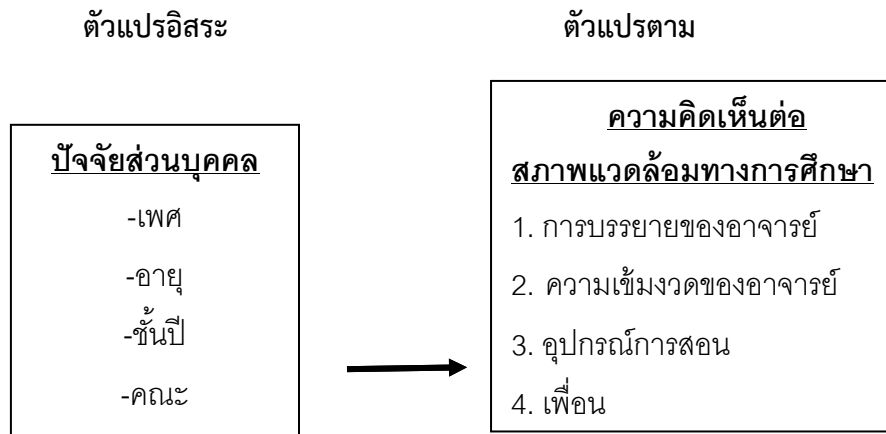 ตัวแปรอิสระ
ตัวแปรตาม
ปัจจัยส่วนบุคคล
-เพศ
-อายุ
-ชั้นปี
-คณะ
ความคิดเห็นต่อ
สภาพแวดล้อมทางการศึกษา
1. การบรรยายของอาจารย์
2. ความเข้มงวดของอาจารย์
3. อุปกรณ์การสอน
4. เพื่อน